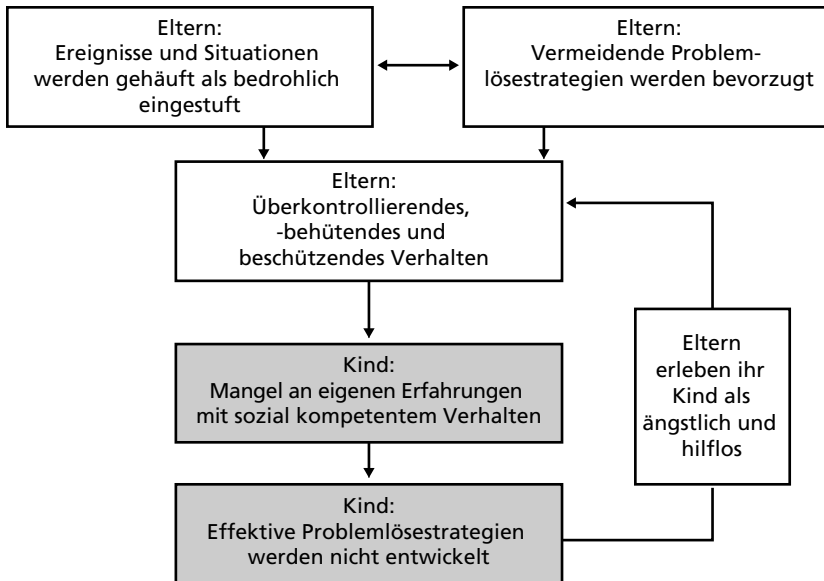 Eltern:
Ereignisse und Situationen
werden gehäuft als bedrohlich
eingestuft
Eltern:
Vermeidende Problem-
lösestrategien werden bevorzugt
Eltern:
Überkontrollierendes,
-behütendes und
beschützendes Verhalten
Kind:
Mangel an eigenen Erfahrungen
mit sozial kompetentem Verhalten
Eltern
erleben ihr
Kind als
ängstlich und
hilflos
Kind:
Effektive Problemlösestrategien
werden nicht entwickelt